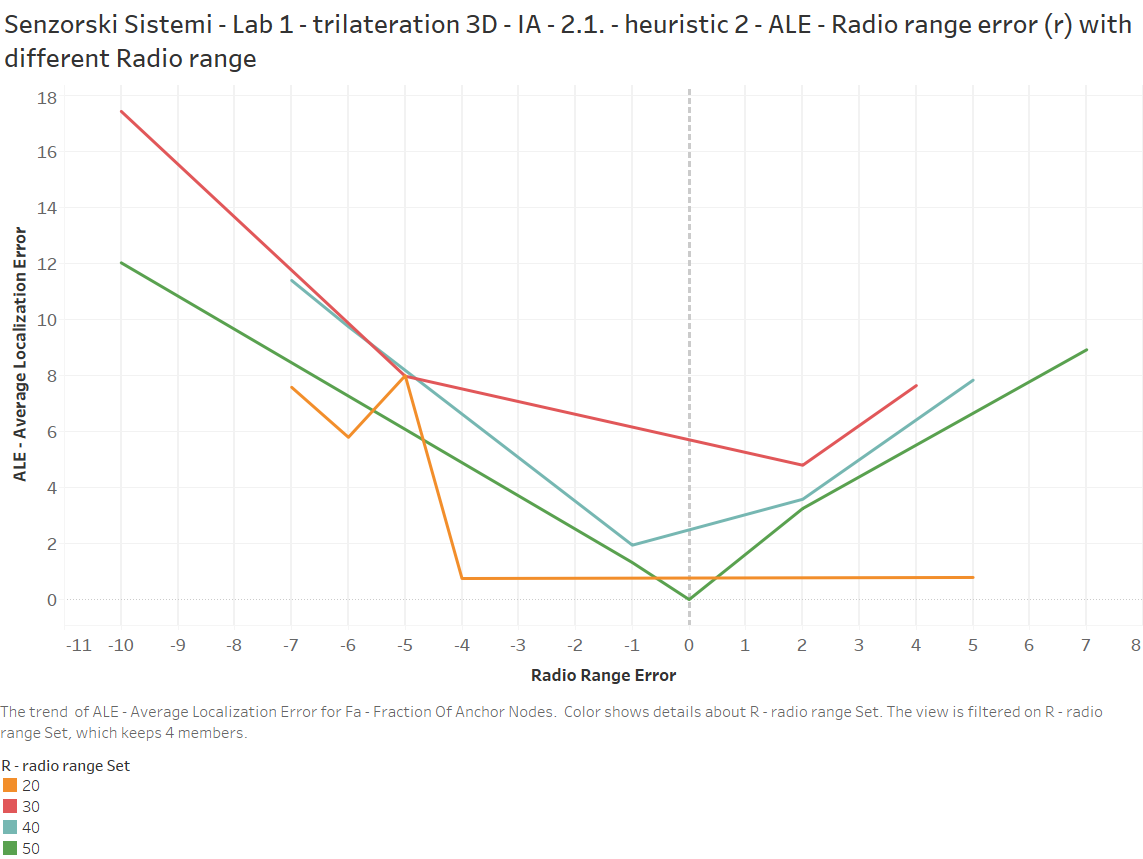 Senzorski Sistemi - Lab 1 - trilateration 3D - IA - 2.1. - heuristic 2 - ALE - Radio range error (r) with
different Radio range
18
16
14
12
10
8
6
4
2
0
ALE - Average Localization Error
-11 -10 -9 -8 -7 -6 -5 -4 -3 -2 -1 0 1 2 3 4 5 6 7 8
Radio Range Error
The trend of ALE - Average Localization Error for Fa - Fraction Of Anchor Nodes. Color shows details about R - radio range Set. The view is filtered on R - radio
range Set, which keeps 4 members.
R - radio range Set
20
30
40
50